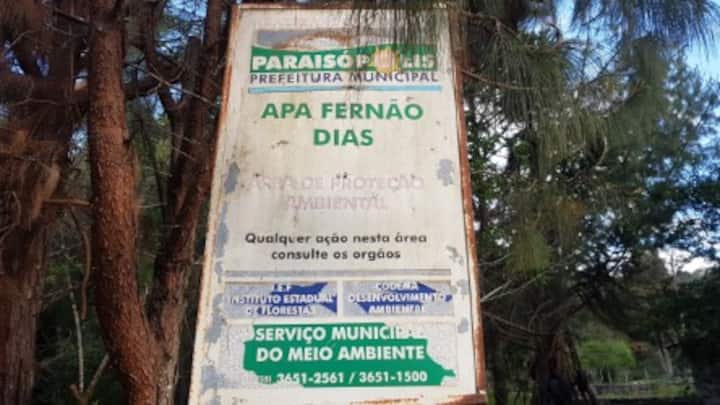 PARAISÓPOLIS
PREFEITURA MUNICIPAL
APA FERNÃO
DIAS
ÁREA DE PROTEÇÃO
AMBIENTAL
Qualquer ação nesta área
consulte os orgãos
I.E.F
INSTITUTO ESTADUAL
DE FLORESTAS
CODEMA
DESENVOLVIMENTO
AMBIENTE
SERVIÇO MUNICIPAL
DO MEIO AMBIENTE
3651-2561 / 3651-1500